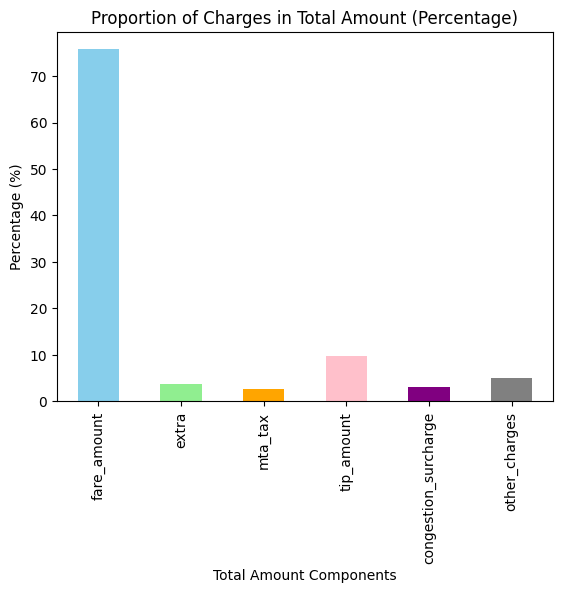 Proportion of Charges in Total Amount (Percentage)
Percentage (%)
70
60
50
40
30
20
10
0
fare_amount
extra
mta_tax
tip_amount
congestion_surcharge
other_charges
Total Amount Components